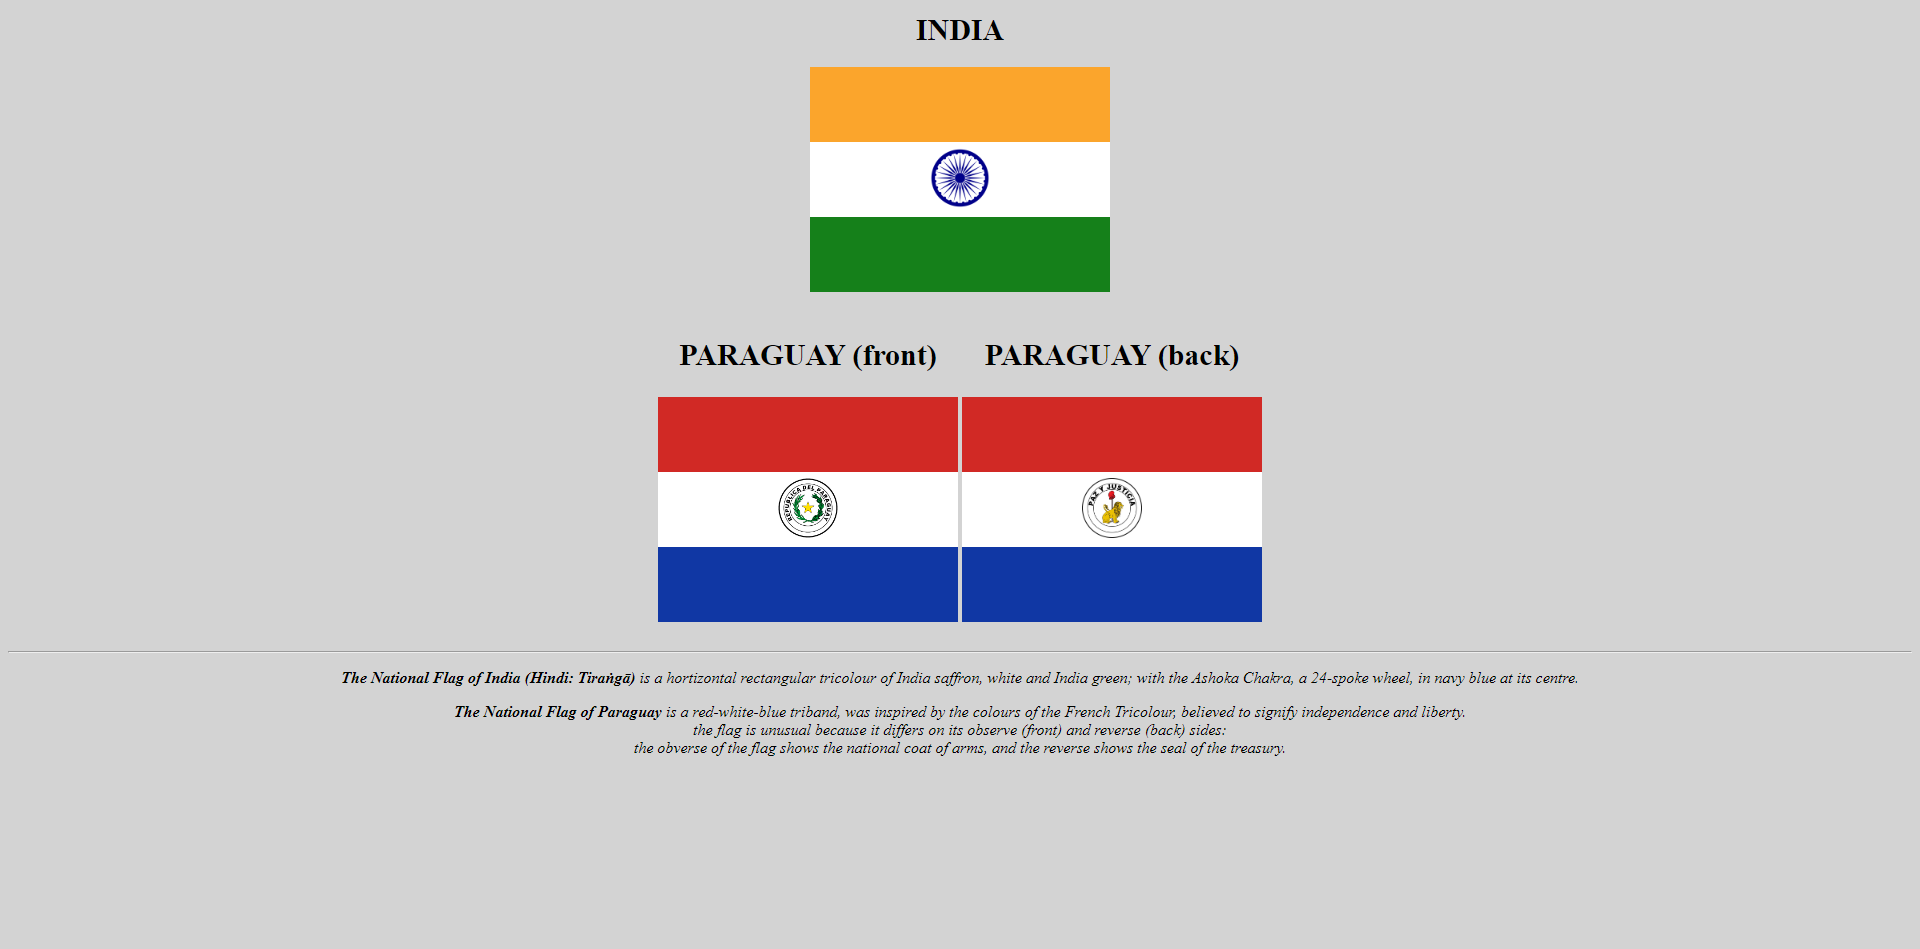 INDIA
PARAGUAY (front) PARAGUAY (back)
REPUBLICA DEL PARAGUAY
PAZ Y JUSTICIA
The National Flag of India (Hindi: Tiraṅgā) is a hortizontal rectangular tricolour of India saffron, white and India green; with the Ashoka Chakra, a 24-spoke wheel, in navy blue at its centre.
The National Flag of Paraguay is a red-white-blue triband, was inspired by the colours of the French Tricolour, believed to signify independence and liberty.
the flag is unusual because it differs on its observe (front) and reverse (back) sides:
the obverse of the flag shows the national coat of arms, and the reverse shows the seal of the treasury.